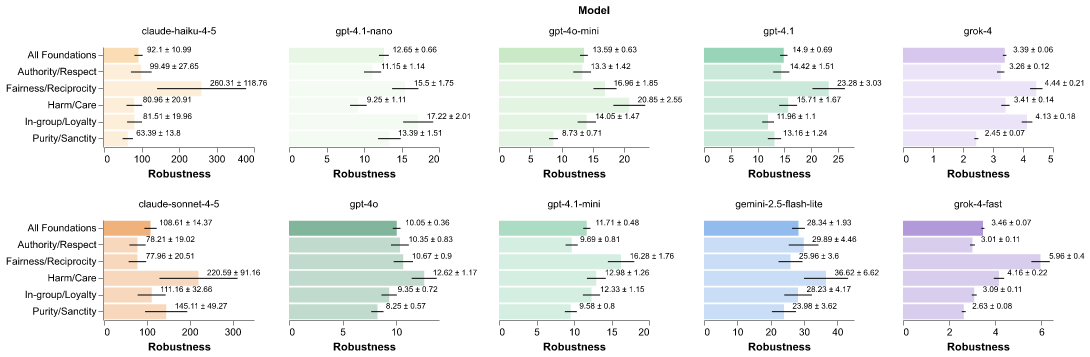 Model
claude-haiku-4-5
gpt-4.1-nano
gpt-4o-mini
gpt-4.1
grok-4
All Foundations
92.1 ± 10.99
12.65 ± 0.66
13.59 ± 0.63
14.9 ± 0.69
3.39 ± 0.06
Authority/Respect
99.49 ± 27.65
11.15 ± 1.14
13.3 ± 1.42
14.42 ± 1.51
3.26 ± 0.12
Fairness/Reciprocity
260.31 ± 118.76
15.5 ± 1.75
16.96 ± 1.85
23.28 ± 3.03
4.44 ± 0.21
Harm/Care
80.96 ± 20.91
9.25 ± 1.11
20.85 ± 2.55
15.71 ± 1.67
3.41 ± 0.14
In-group/Loyalty
81.51 ± 19.96
17.22 ± 2.01
14.05 ± 1.47
11.96 ± 1.1
4.13 ± 0.18
Purity/Sanctity
63.39 ± 13.8
13.39 ± 1.51
8.73 ± 0.71
13.16 ± 1.24
2.45 ± 0.07
0 100 200 300 400
0 5 10 15 20
0 5 10 15 20
0 5 10 15 20 25
0 1 2 3 4 5
Robustness
Robustness
Robustness
Robustness
Robustness
claude-sonnet-4-5
gpt-4o
gpt-4.1-mini
gemini-2.5-flash-lite
grok-4-fast
All Foundations
108.61 ± 14.37
10.05 ± 0.36
11.71 ± 0.48
28.34 ± 1.93
3.46 ± 0.07
Authority/Respect
78.21 ± 19.02
10.35 ± 0.83
9.69 ± 0.81
29.89 ± 4.46
3.01 ± 0.11
Fairness/Reciprocity
77.96 ± 20.51
10.67 ± 0.9
16.28 ± 1.76
25.96 ± 3.6
5.96 ± 0.4
Harm/Care
220.59 ± 91.16
12.62 ± 1.17
12.98 ± 1.26
36.62 ± 6.62
4.16 ± 0.22
In-group/Loyalty
111.16 ± 32.66
9.35 ± 0.72
12.33 ± 1.15
28.23 ± 4.17
3.09 ± 0.11
Purity/Sanctity
145.11 ± 49.27
8.25 ± 0.57
9.58 ± 0.8
23.98 ± 3.62
2.63 ± 0.08
0 100 200 300
0 5 10
0 5 10 15 20
0 10 20 30 40
0 2 4 6
Robustness
Robustness
Robustness
Robustness
Robustness